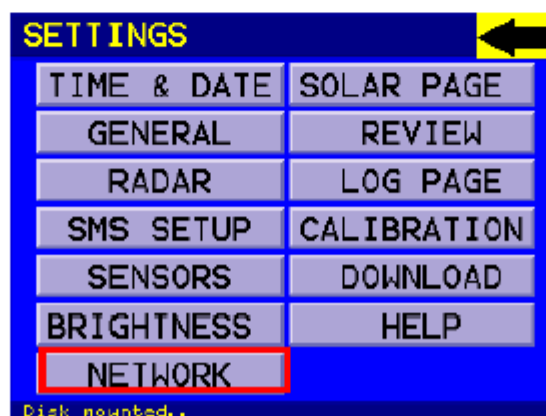 SETTINGS
TIME & DATE SOLAR PAGE
GENERAL REVIEW
RADAR LOG PAGE
SMS SETUP CALIBRATION
SENSORS DOWNLOAD
BRIGHTNESS HELP
NETWORK
Disk mounted..